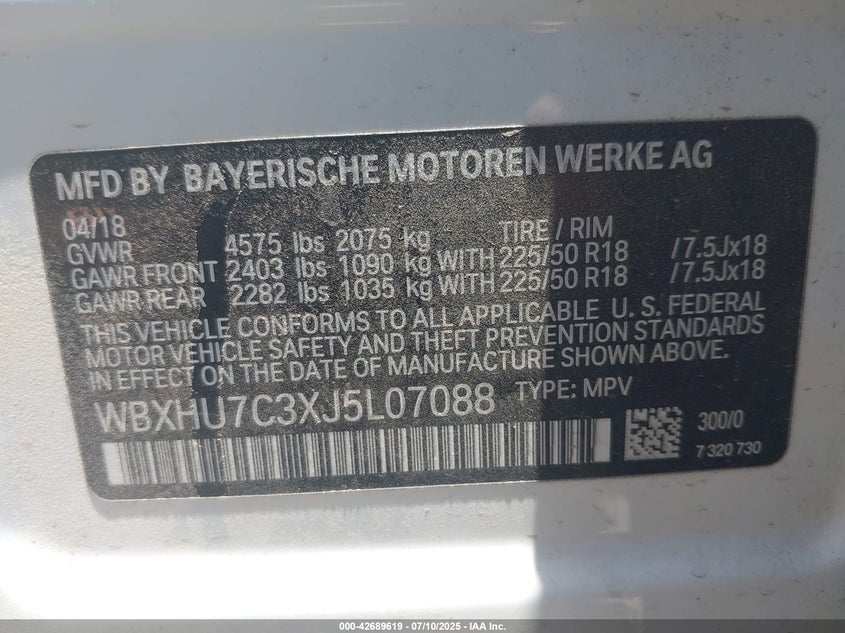 MFD BY BAYERISCHE MOTOREN WERKE AG
04/18 TIRE / RIM
GVWR 4575 lbs 2075 kg
GAWR FRONT 2403 lbs 1090 kg WITH 225/50 R18 /7.5Jx18
GAWR REAR 2282 lbs 1035 kg WITH 225/50 R18 /7.5Jx18
THIS VEHICLE CONFORMS TO ALL APPLICABLE U. S. FEDERAL
MOTOR VEHICLE SAFETY AND THEFT PREVENTION STANDARDS
IN EFFECT ON THE DATE OF MANUFACTURE SHOWN ABOVE.
WBXHU7C3XJ5L07088 TYPE: MPV
300/0
7 320 730
000-42689619 - 07/10/2025 - IAA Inc.